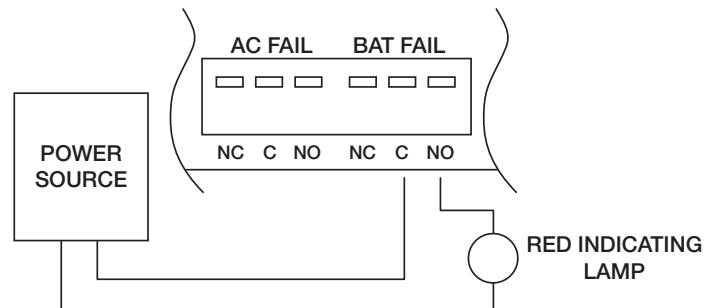 AC FAIL BAT FAIL
NC C NO NC C NO
POWER
SOURCE
RED INDICATING
LAMP